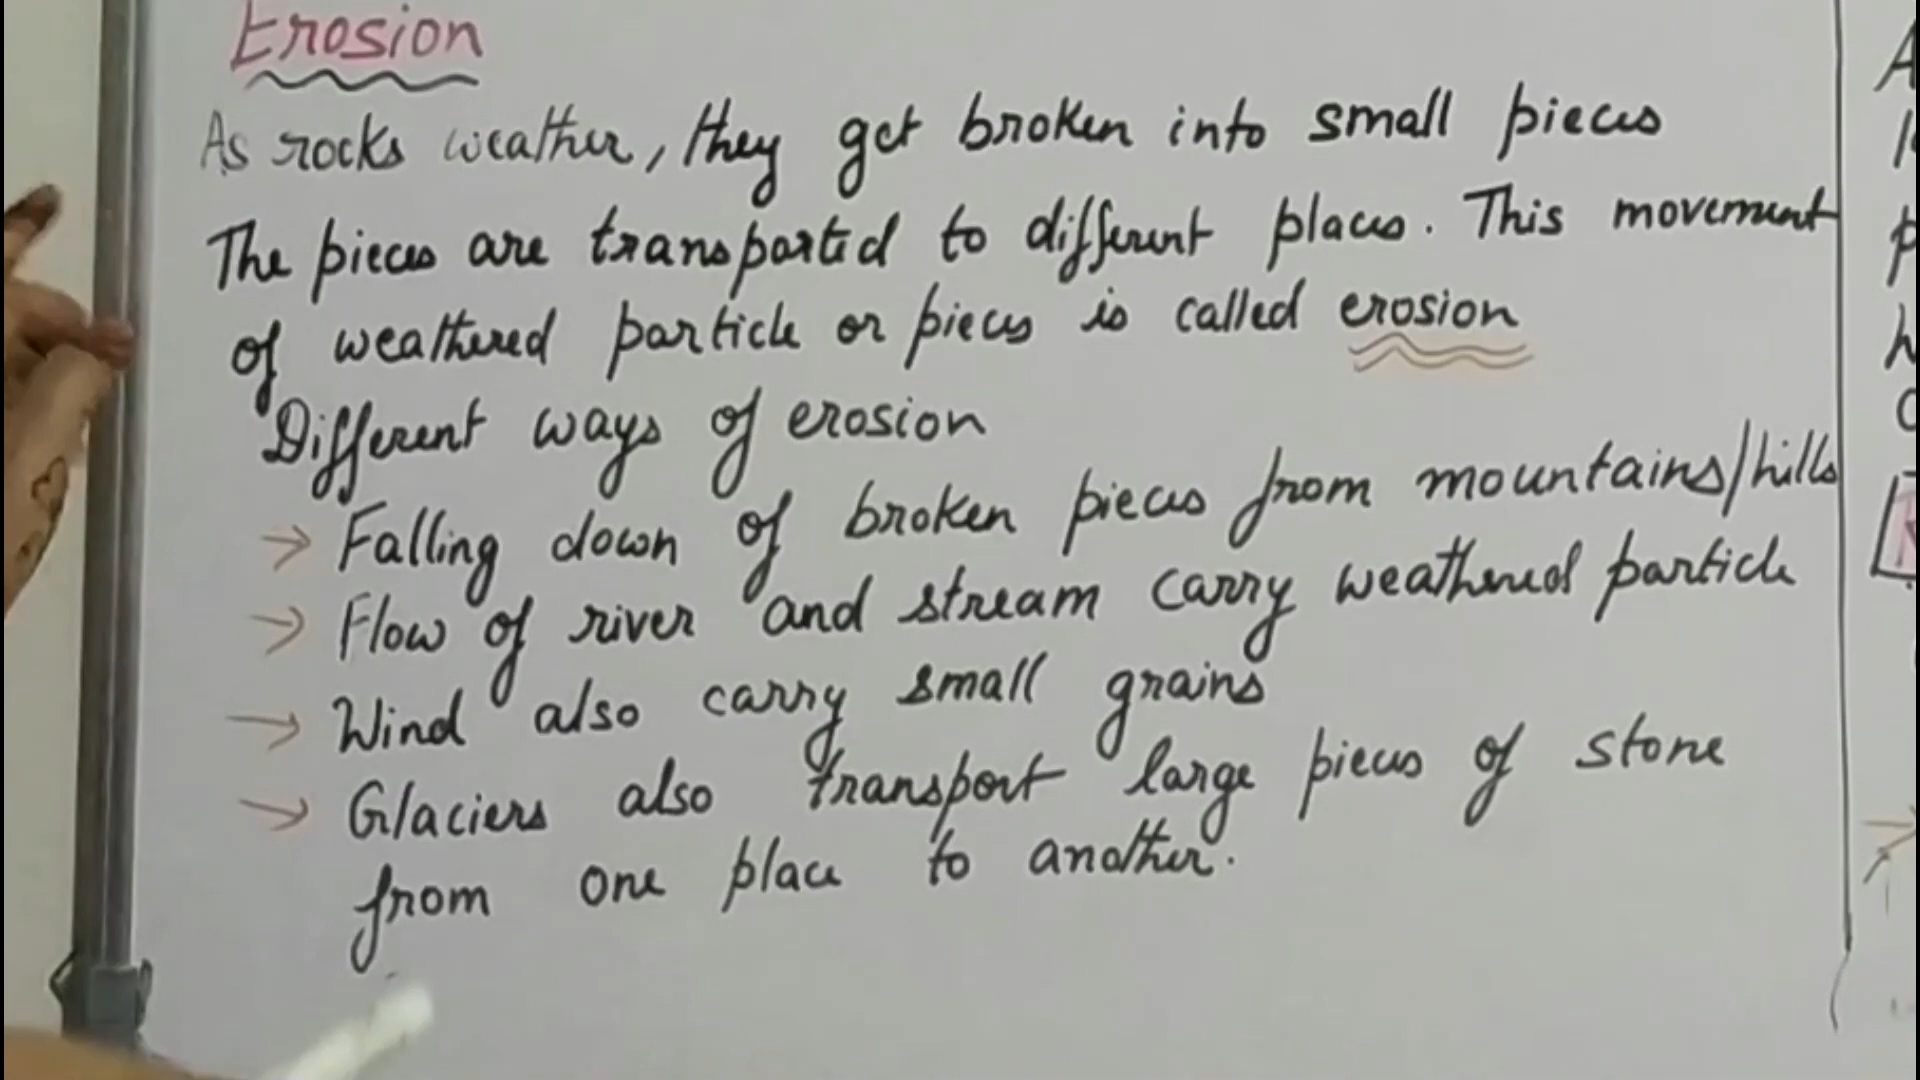 Erosion
As rocks weather, they get broken into small pieces
The pieces are transported to different places. This movement
of weathered particle or pieces is called erosion
Different ways of erosion
→ Falling down of broken pieces from mountains/hills
→ Flow of river and stream carry weathered particle
→ Wind also carry small grains
→ Glaciers also transport large pieces of stone
from one place to another.